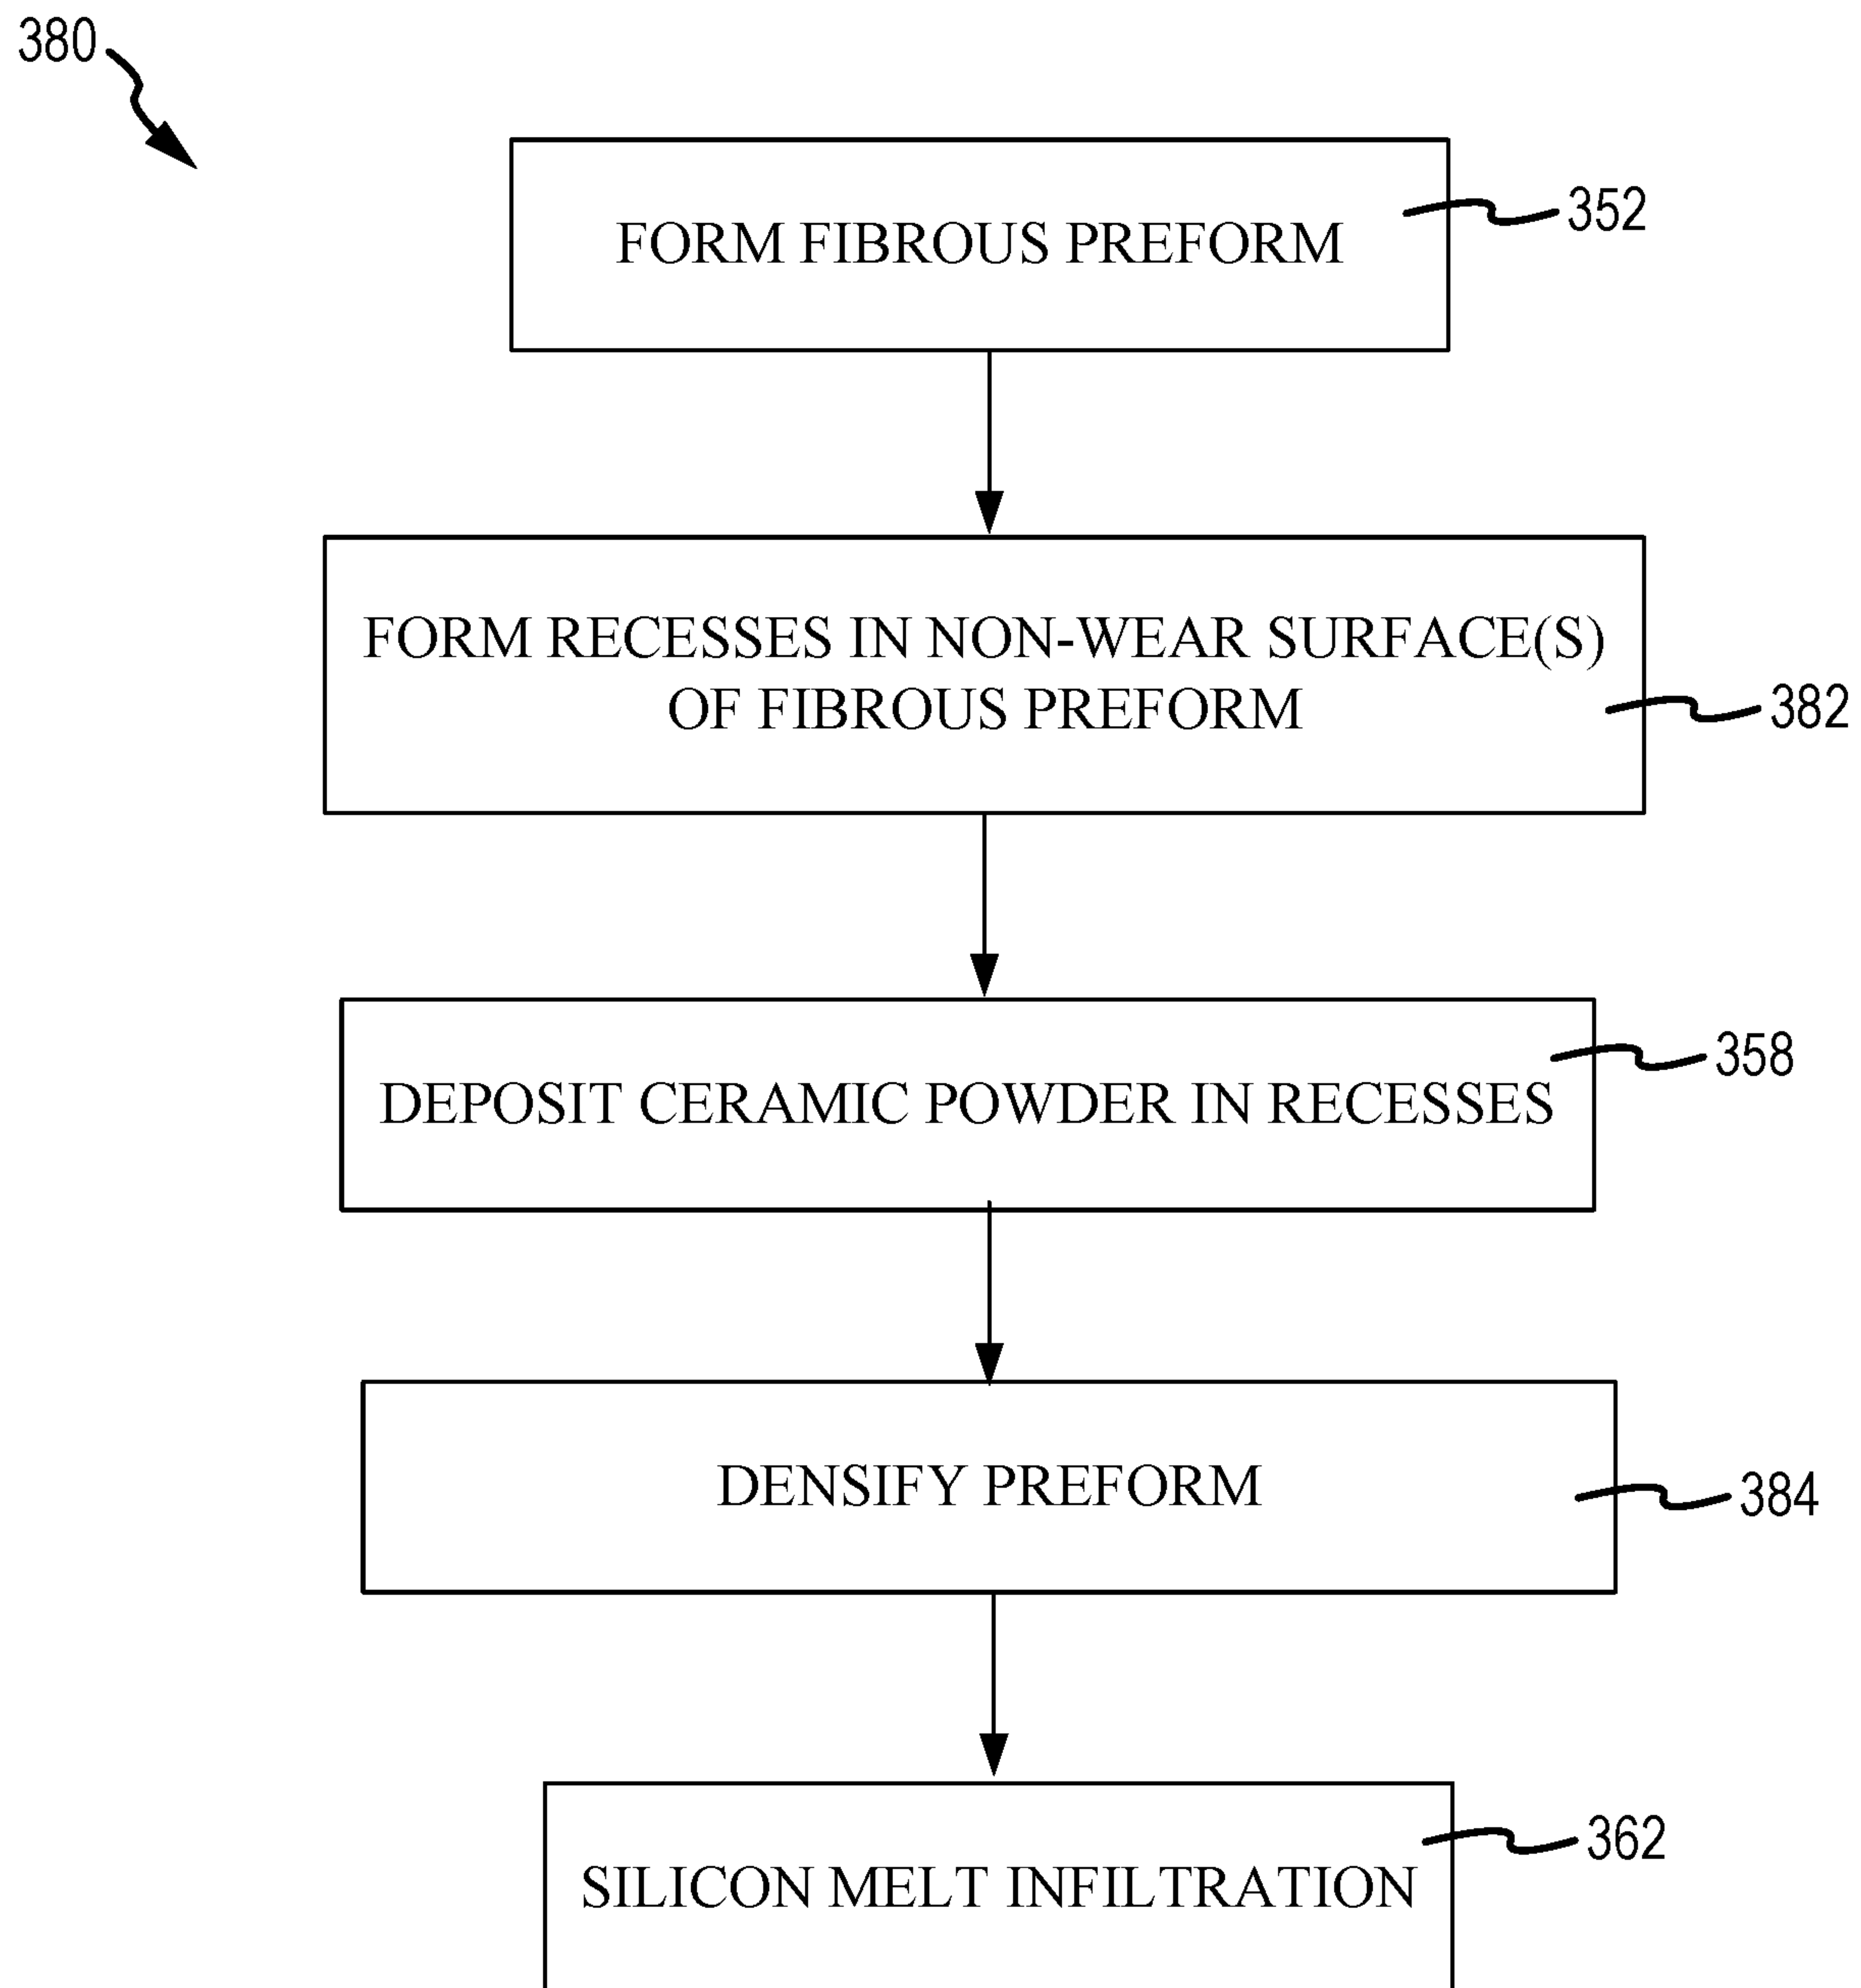 380
FORM FIBROUS PREFORM
352
FORM RECESSES IN NON-WEAR SURFACE(S)
OF FIBROUS PREFORM
382
358
DEPOSIT CERAMIC POWDER IN RECESSES
DENSIFY PREFORM
384
362
SILICON MELT INFILTRATION